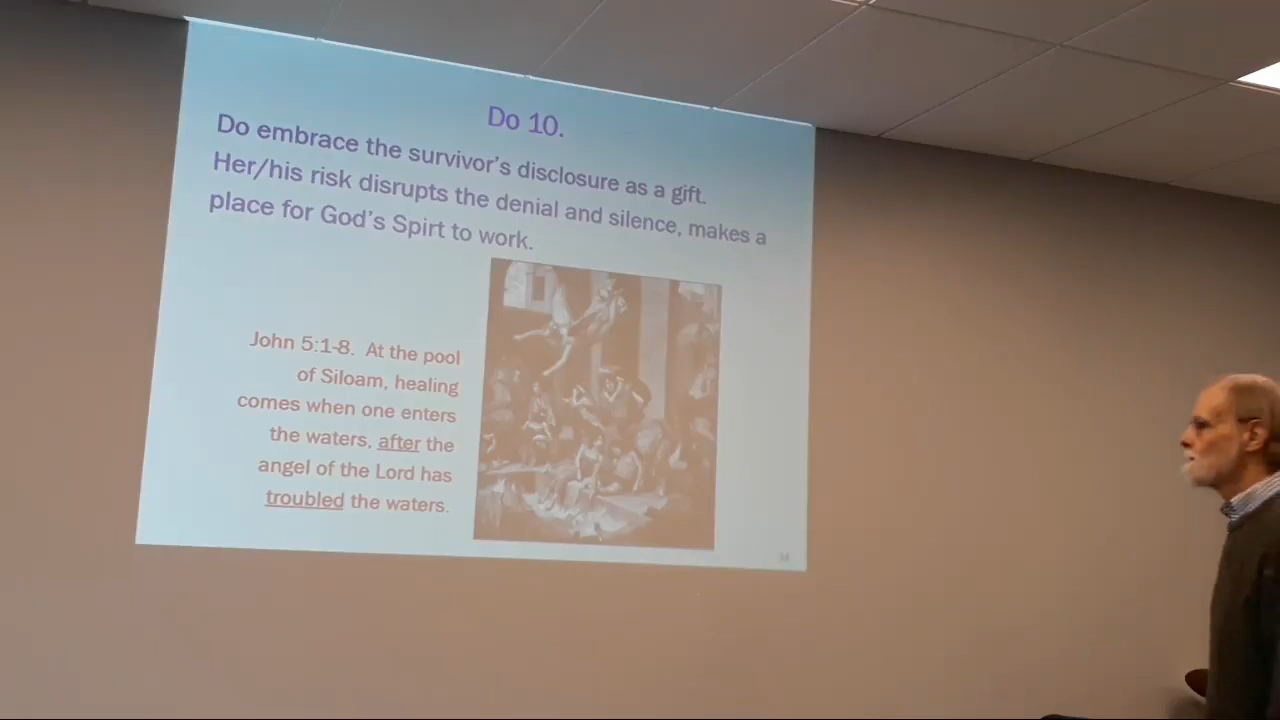 Do 10.
Do embrace the survivor's disclosure as a gift.
Her/his risk disrupts the denial and silence, makes a
place for God's Spirt to work.
John 5:1-8. At the pool
of Siloam, healing
comes when one enters
the waters, after the
angel of the Lord has
troubled the waters.